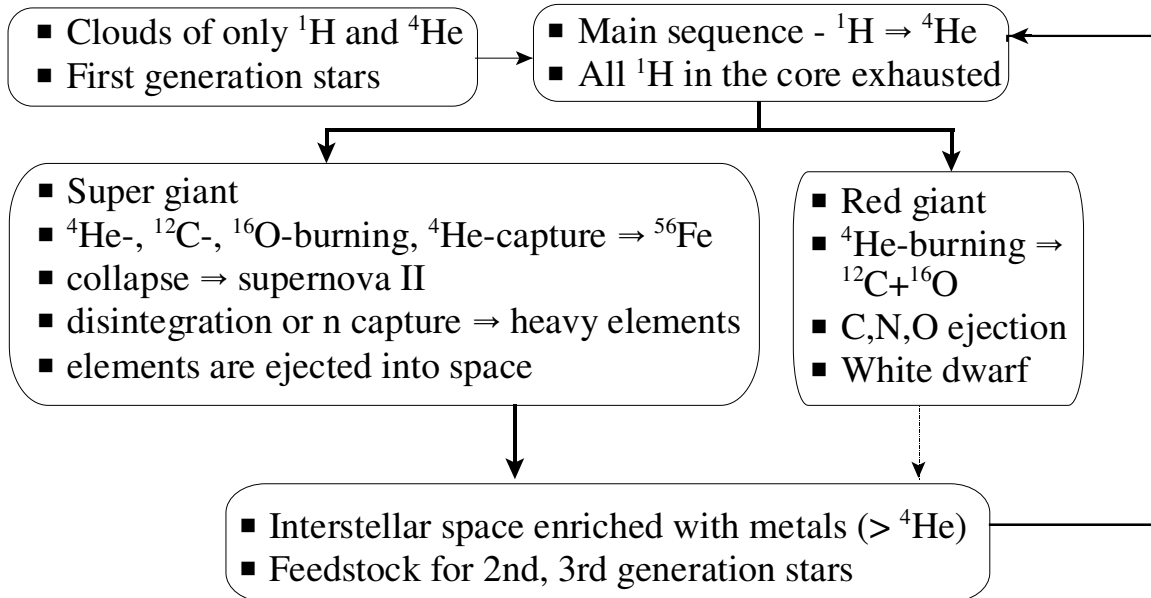 ▪ Clouds of only ¹H and ⁴He
▪ First generation stars
▪ Main sequence - ¹H ⇒ ⁴He
▪ All ¹H in the core exhausted
▪ Super giant
▪ ⁴He-, ¹²C-, ¹⁶O-burning, ⁴He-capture ⇒ ⁵⁶Fe
▪ collapse ⇒ supernova II
▪ disintegration or n capture ⇒ heavy elements
▪ elements are ejected into space
▪ Red giant
▪ ⁴He-burning ⇒
¹²C+¹⁶O
▪ C,N,O ejection
▪ White dwarf
▪ Interstellar space enriched with metals (> ⁴He)
▪ Feedstock for 2nd, 3rd generation stars